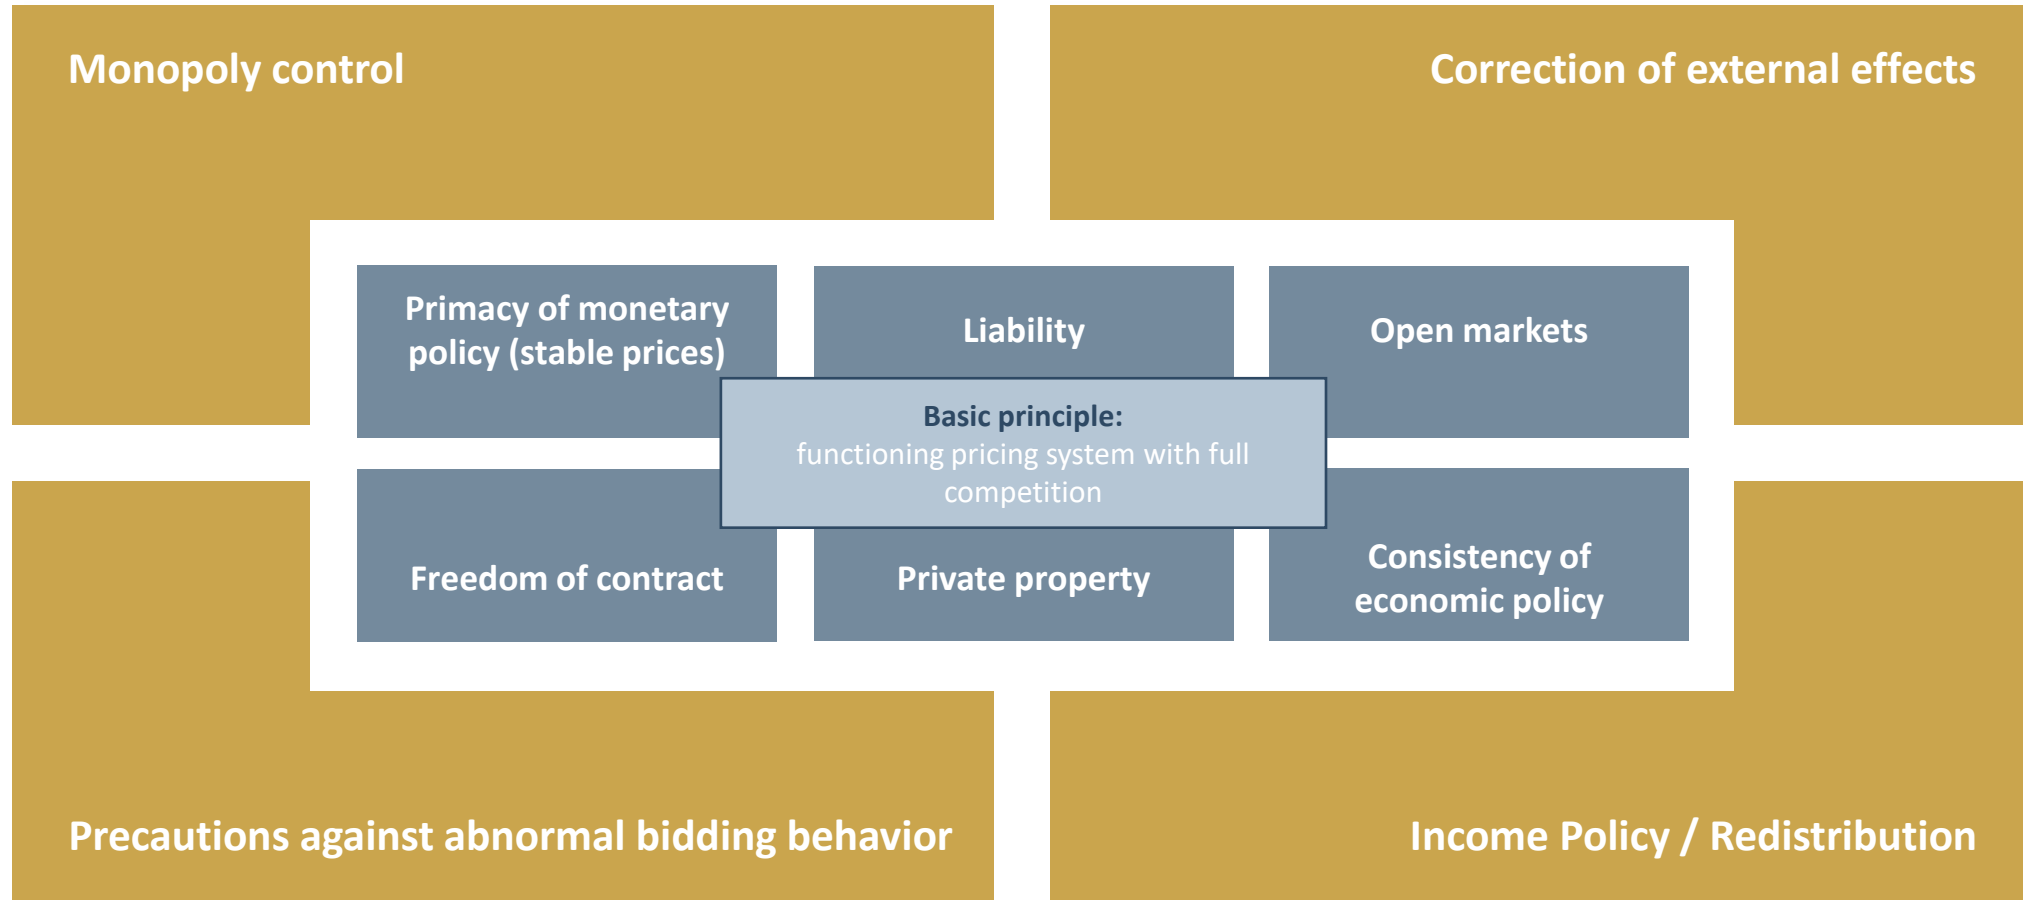 Monopoly control
Correction of external effects
Primacy of monetary
policy (stable prices)
Liability
Open markets
Basic principle:
functioning pricing system with full
competition
Freedom of contract
Private property
Consistency of
economic policy
Precautions against abnormal bidding behavior
Income Policy / Redistribution